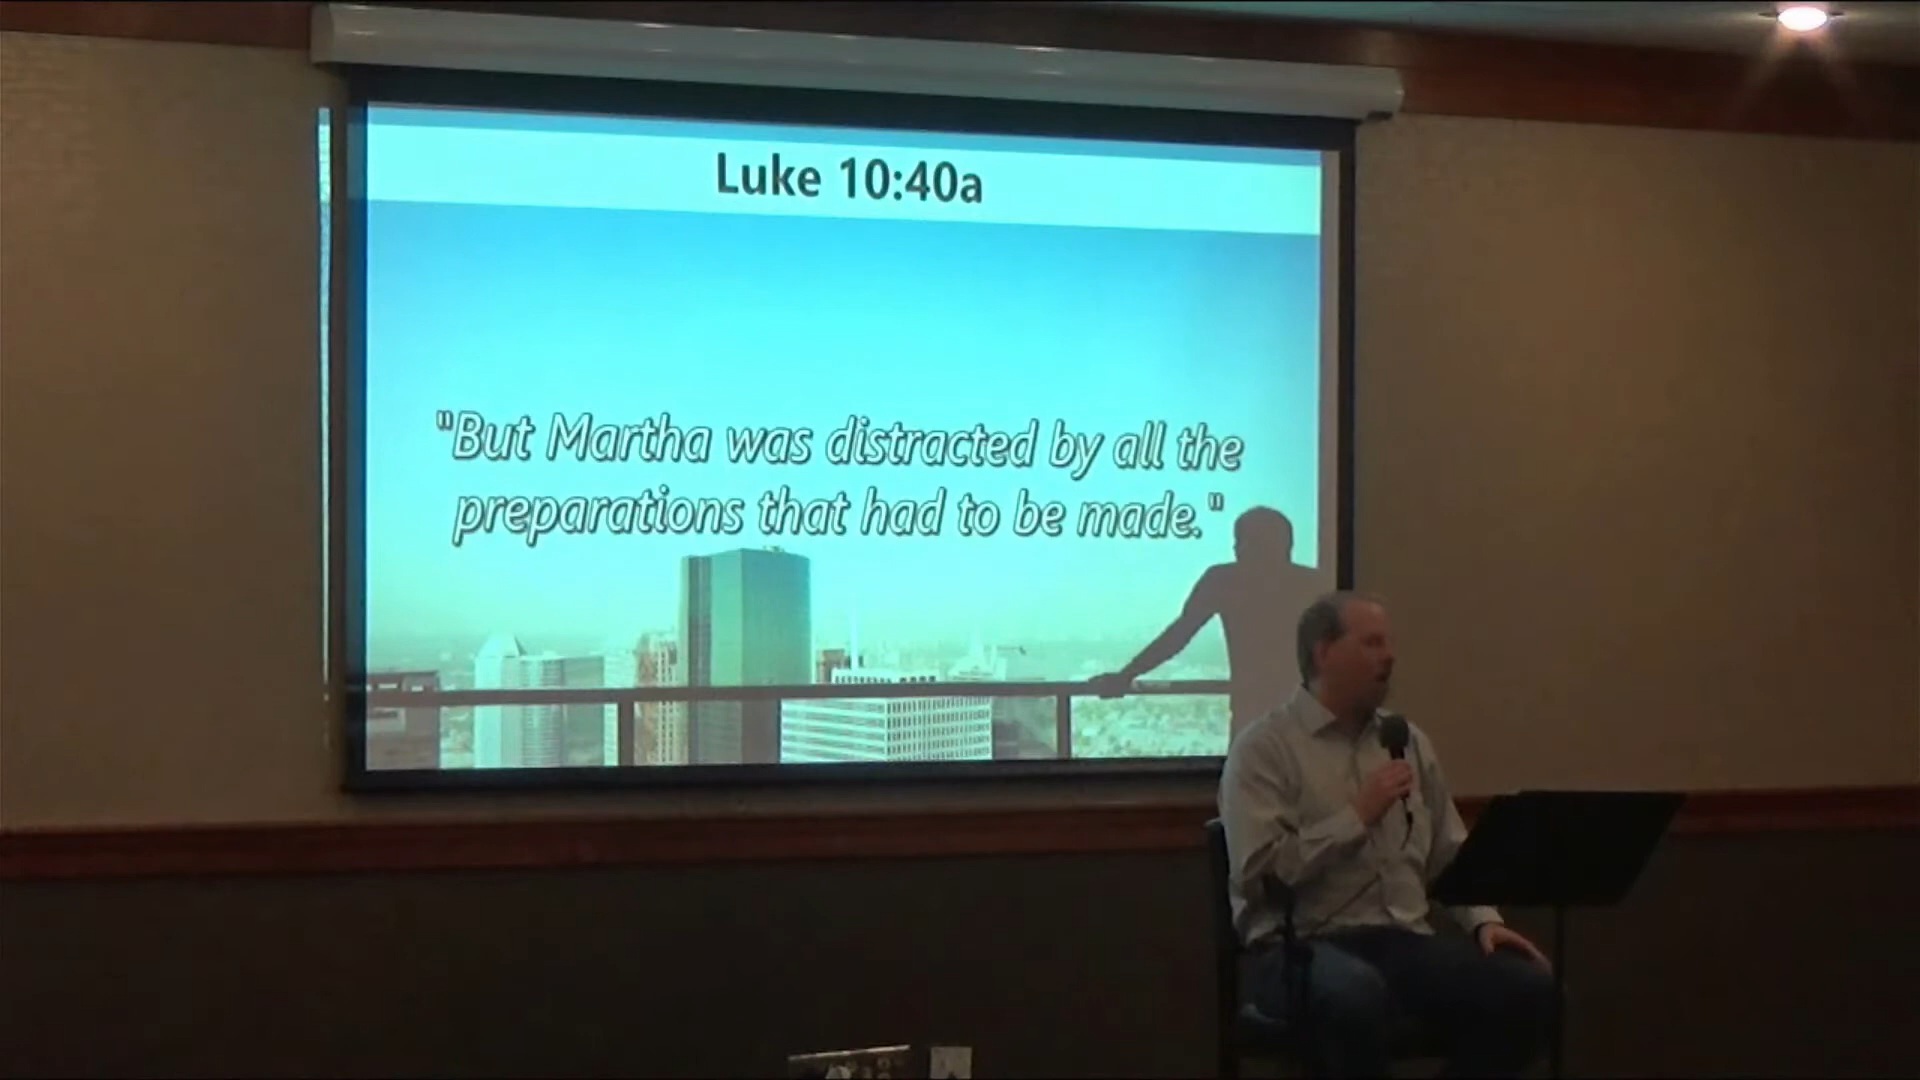 Luke 10:40a
"But Martha was distracted by all the
preparations that had to be made."